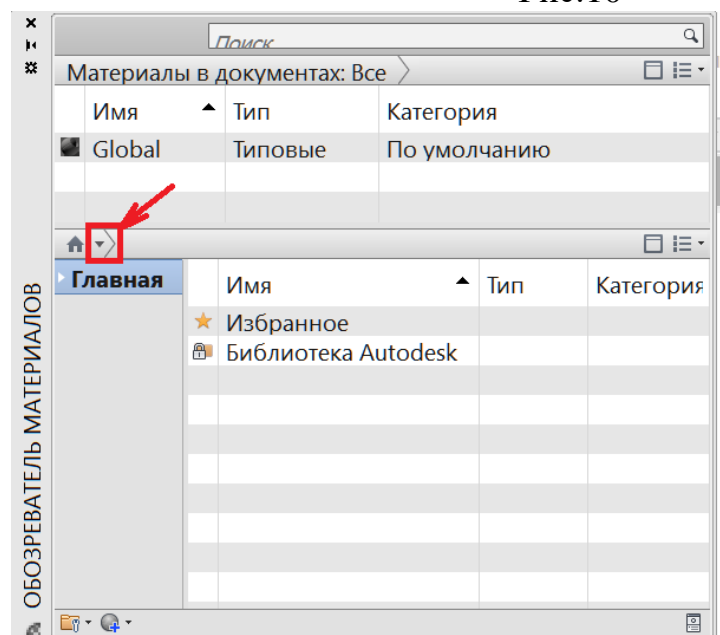 Поиск
Материалы в документах: Все
Имя Тип Категория
Global Типовые По умолчанию
Главная
Имя Тип Категория
Избранное
Библиотека Autodesk
ОБОЗРЕВАТЕЛЬ МАТЕРИАЛОВ